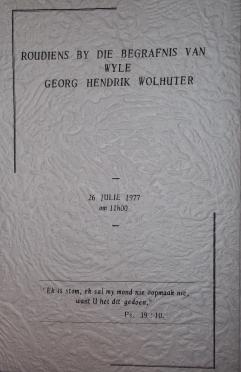 ROUDIENS BY DIE BEGRAFNIS VAN
WYLE
GEORG HENDRIK WOLHUTER
26 JULIE 1977
om 11h00
"Ek is stom, ek sal my mond nie oopmaak nie,
want U het dit gedoen."
Ps. 39 : 10.